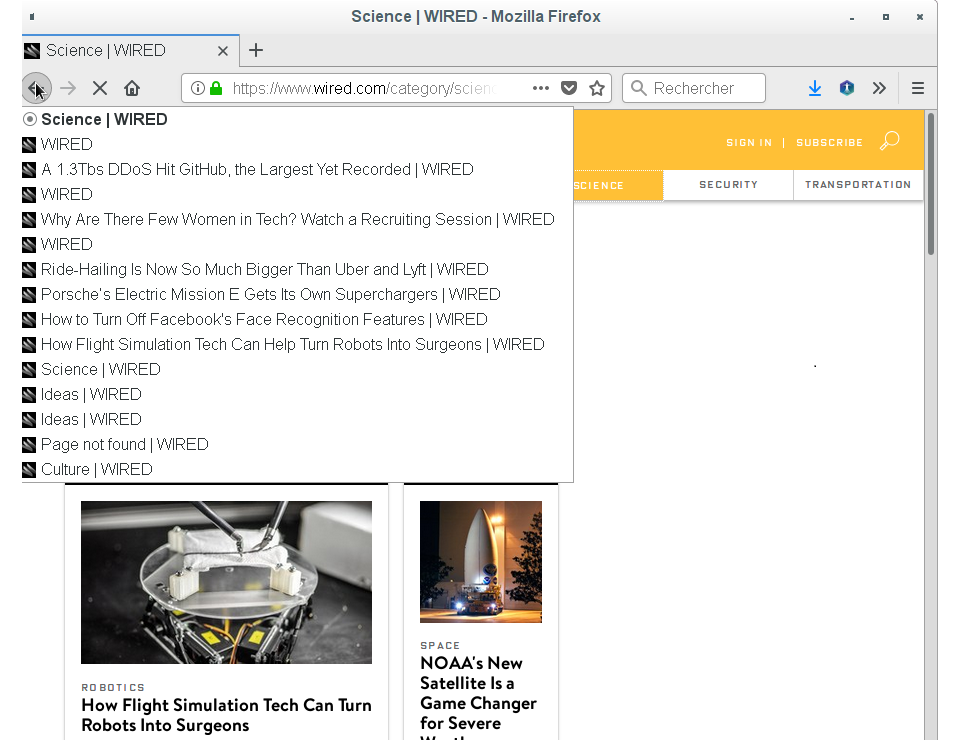 Science | WIRED - Mozilla Firefox
Science | WIRED
https://www.wired.com/category/scienc
Rechercher
Science | WIRED
WIRED
A 1.3Tbs DDoS Hit GitHub, the Largest Yet Recorded | WIRED
WIRED
Why Are There Few Women in Tech? Watch a Recruiting Session | WIRED
WIRED
Ride-Hailing Is Now So Much Bigger Than Uber and Lyft | WIRED
Porsche's Electric Mission E Gets Its Own Superchargers | WIRED
How to Turn Off Facebook's Face Recognition Features | WIRED
How Flight Simulation Tech Can Help Turn Robots Into Surgeons | WIRED
Science | WIRED
Ideas | WIRED
Ideas | WIRED
Page not found | WIRED
Culture | WIRED
SIGN IN | SUBSCRIBE
SCIENCE
SECURITY
TRANSPORTATION
ROBOTICS
How Flight Simulation Tech Can Turn
Robots Into Surgeons
SPACE
NOAA's New
Satellite Is a
Game Changer
for Severe